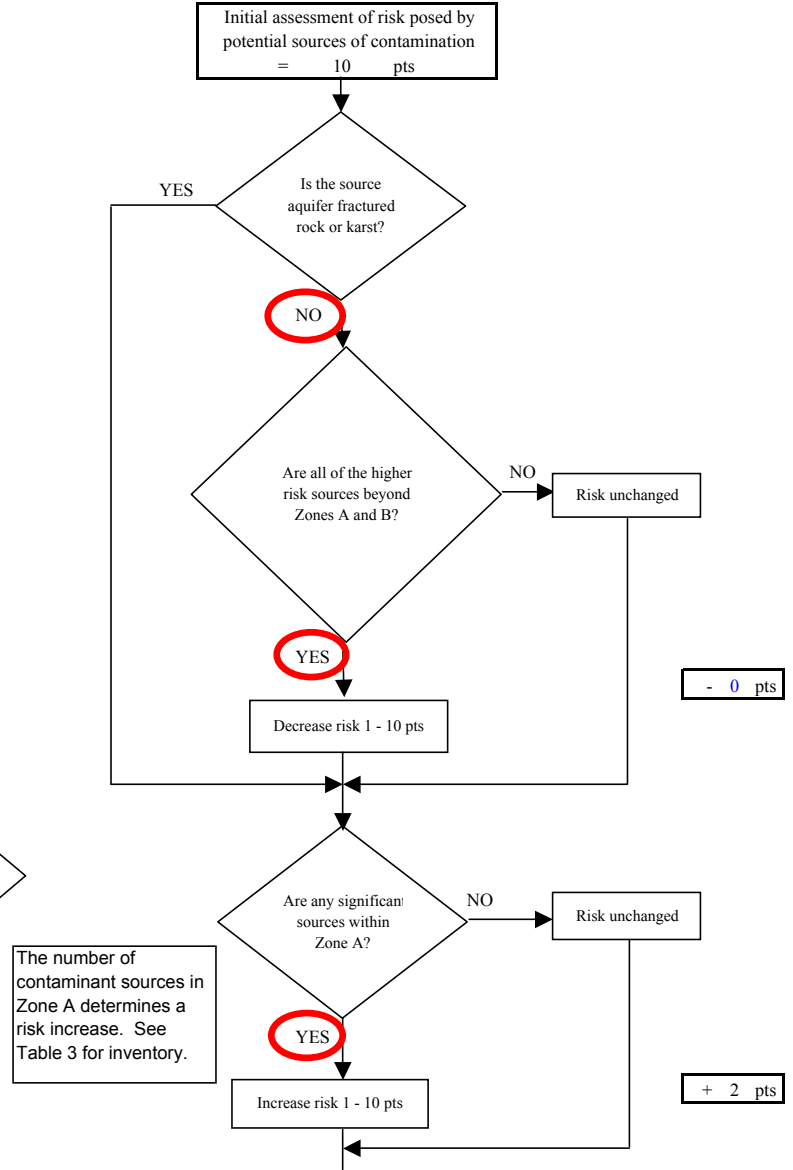 Initial assessment of risk posed by
potential sources of contamination
= 10 pts
YES
Is the source
aquifer fractured
rock or karst?
NO
Are all of the higher
risk sources beyond
Zones A and B?
NO
Risk unchanged
YES
- 0 pts
Decrease risk 1 - 10 pts
Are any significant
sources within
Zone A?
NO
Risk unchanged
The number of
contaminant sources in
Zone A determines a
risk increase. See
Table 3 for inventory.
YES
+ 2 pts
Increase risk 1 - 10 pts